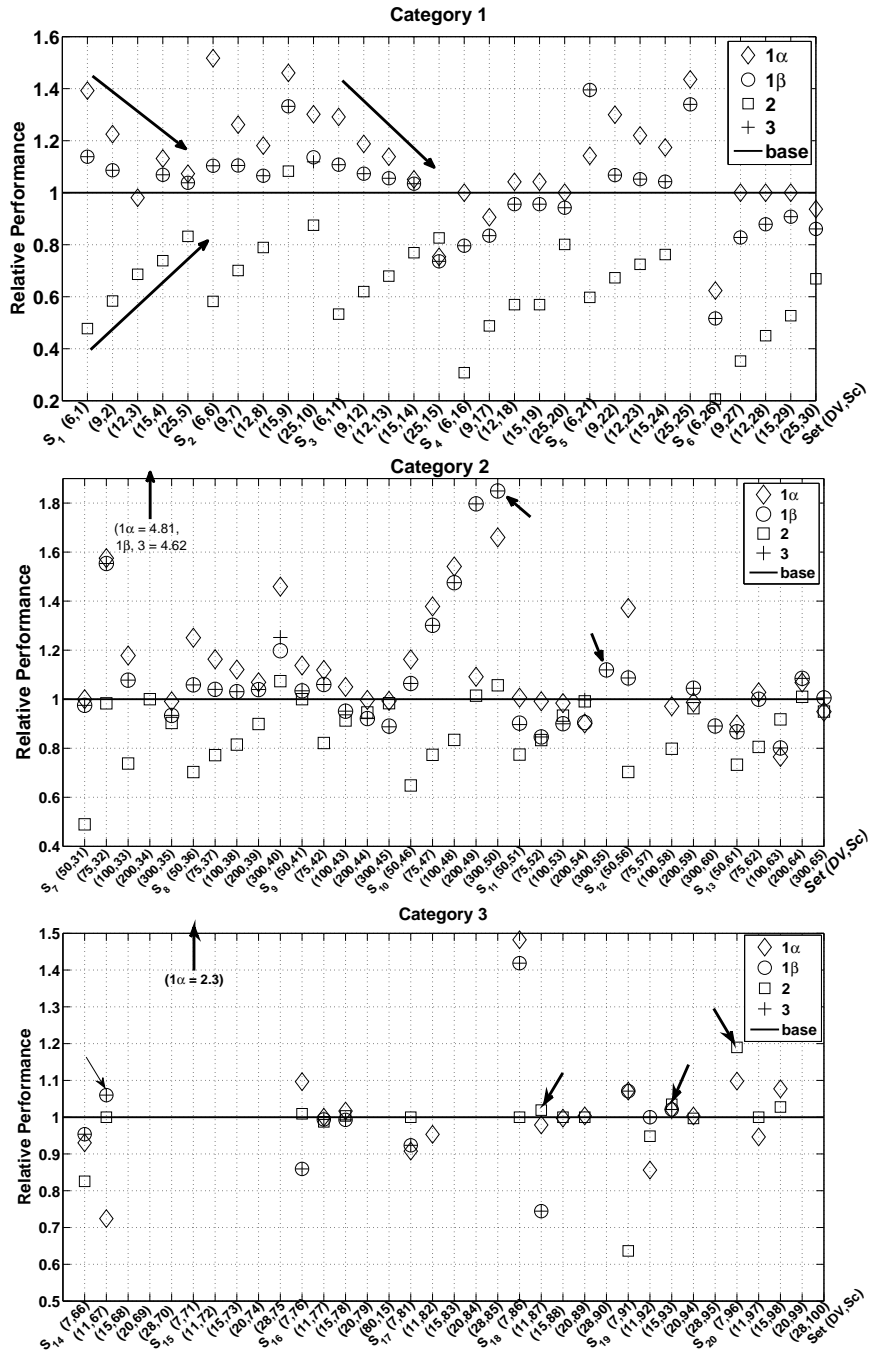 Category 1
Relative Performance
1.6
1.4
1.2
1
0.8
0.6
0.4
0.2
1α
1β
2
3
base
S1 (6,1)
(9,2)
(12,3)
(15,4)
(25,5)
S2 (6,6)
(9,7)
(12,8)
(15,9)
(25,10)
S3 (6,11)
(9,12)
(12,13)
(15,14)
(25,15)
S4 (6,16)
(9,17)
(12,18)
(15,19)
(25,20)
S5 (6,21)
(9,22)
(12,23)
(15,24)
(25,25)
S6 (6,26)
(9,27)
(12,28)
(15,29)
(25,30)
Set (DV,Sc)
Category 2
Relative Performance
1.8
1.6
1.4
1.2
1
0.8
0.6
0.4
(1α = 4.81,
1β, 3 = 4.62
1α
1β
2
3
base
S7 (50,31)
(75,32)
(100,33)
(200,34)
(300,35)
S8 (50,36)
(75,37)
(100,38)
(200,39)
(300,40)
S9 (50,41)
(75,42)
(100,43)
(200,44)
(300,45)
S10 (50,46)
(75,47)
(100,48)
(200,49)
(300,50)
S11 (50,51)
(75,52)
(100,53)
(200,54)
(300,55)
S12 (50,56)
(75,57)
(100,58)
(200,59)
(300,60)
S13 (50,61)
(75,62)
(100,63)
(200,64)
(300,65)
Set (DV,Sc)
Category 3
Relative Performance
1.5
1.4
1.3
1.2
1.1
1
0.9
0.8
0.7
0.6
0.5
(1α = 2.3)
1α
1β
2
3
base
S14 (7,66)
(11,67)
(15,68)
(20,69)
(28,70)
S15 (7,71)
(11,72)
(15,73)
(20,74)
(28,75
S16 (7,76)
(11,77)
(15,78)
(20,79)
(80,15)
S17 (7,81)
(11,82)
(15,83)
(20,84)
(28,85)
S18 (7,86)
(11,87)
(15,88)
(20,89)
(28,90)
S19 (7,91)
(11,92)
(15,93)
(20,94)
(28,95)
S20 (7,96)
(11,97)
(15,98)
(20,99)
(28,100)
Set (DV,Sc)